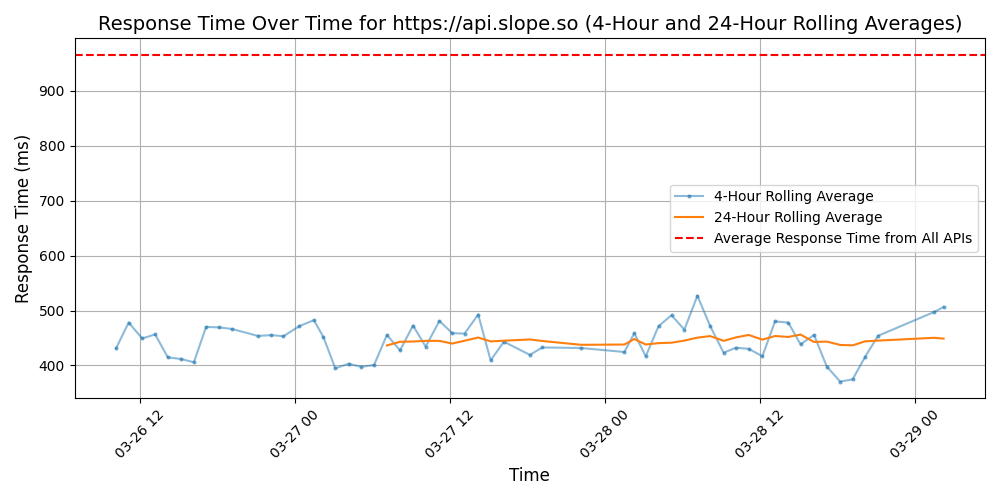 Response Time Over Time for https://api.slope.so (4-Hour and 24-Hour Rolling Averages)
Response Time (ms)
900
800
700
600
500
400
4-Hour Rolling Average
24-Hour Rolling Average
Average Response Time from All APIs
03-26 12
03-27 00
03-27 12
03-28 00
03-28 12
03-29 00
Time